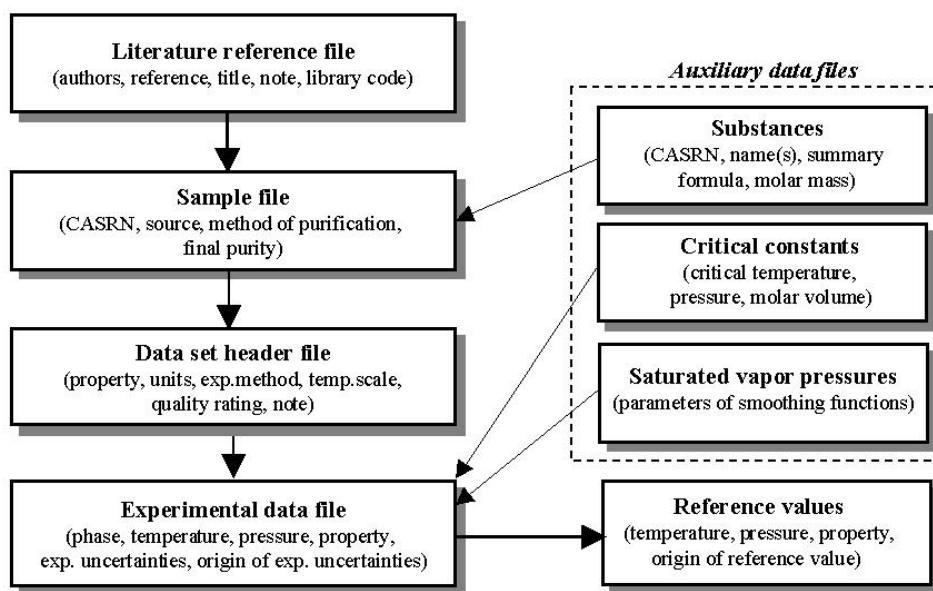 Literature reference file
(authors, reference, title, note, library code)
Sample file
(CASRN, source, method of purification,
final purity)
Data set header file
(property, units, exp.method, temp.scale,
quality rating, note)
Experimental data file
(phase, temperature, pressure, property,
exp. uncertainties, origin of exp. uncertainties)
Auxiliary data files
Substances
(CASRN, name(s), summary
formula, molar mass)
Critical constants
(critical temperature,
pressure, molar volume)
Saturated vapor pressures
(parameters of smoothing functions)
Reference values
(temperature, pressure, property,
origin of reference value)